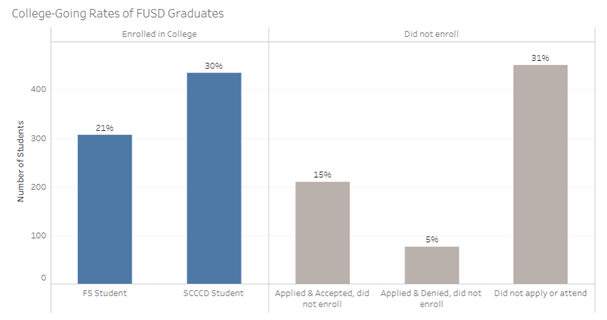 College-Going Rates of FUSD Graduates
Enrolled in College
Did not enroll
Number of Students
400
300
200
100
0
21%
30%
15%
5%
31%
FS Student
SCCCD Student
Applied & Accepted, did
not enroll
Applied & Denied, did not
enroll
Did not apply or attend